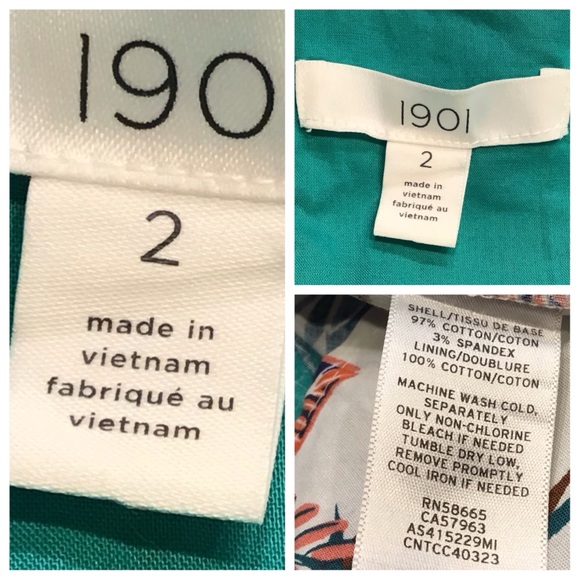 190
2
made in
vietnam
fabriqué au
vietnam
1901
2
made in
vietnam
fabriqué au
vietnam
SHELL/TISSU DE BASE
97% COTTON/COTON
3% SPANDEX
LINING/DOUBLURE
100% COTTON/COTON
MACHINE WASH COLD,
SEPARATELY
ONLY NON-CHLORINE
BLEACH IF NEEDED
TUMBLE DRY LOW,
REMOVE PROMPTLY
COOL IRON IF NEEDED
RN58665
CA57963
AS415229MI
CNTCC40323